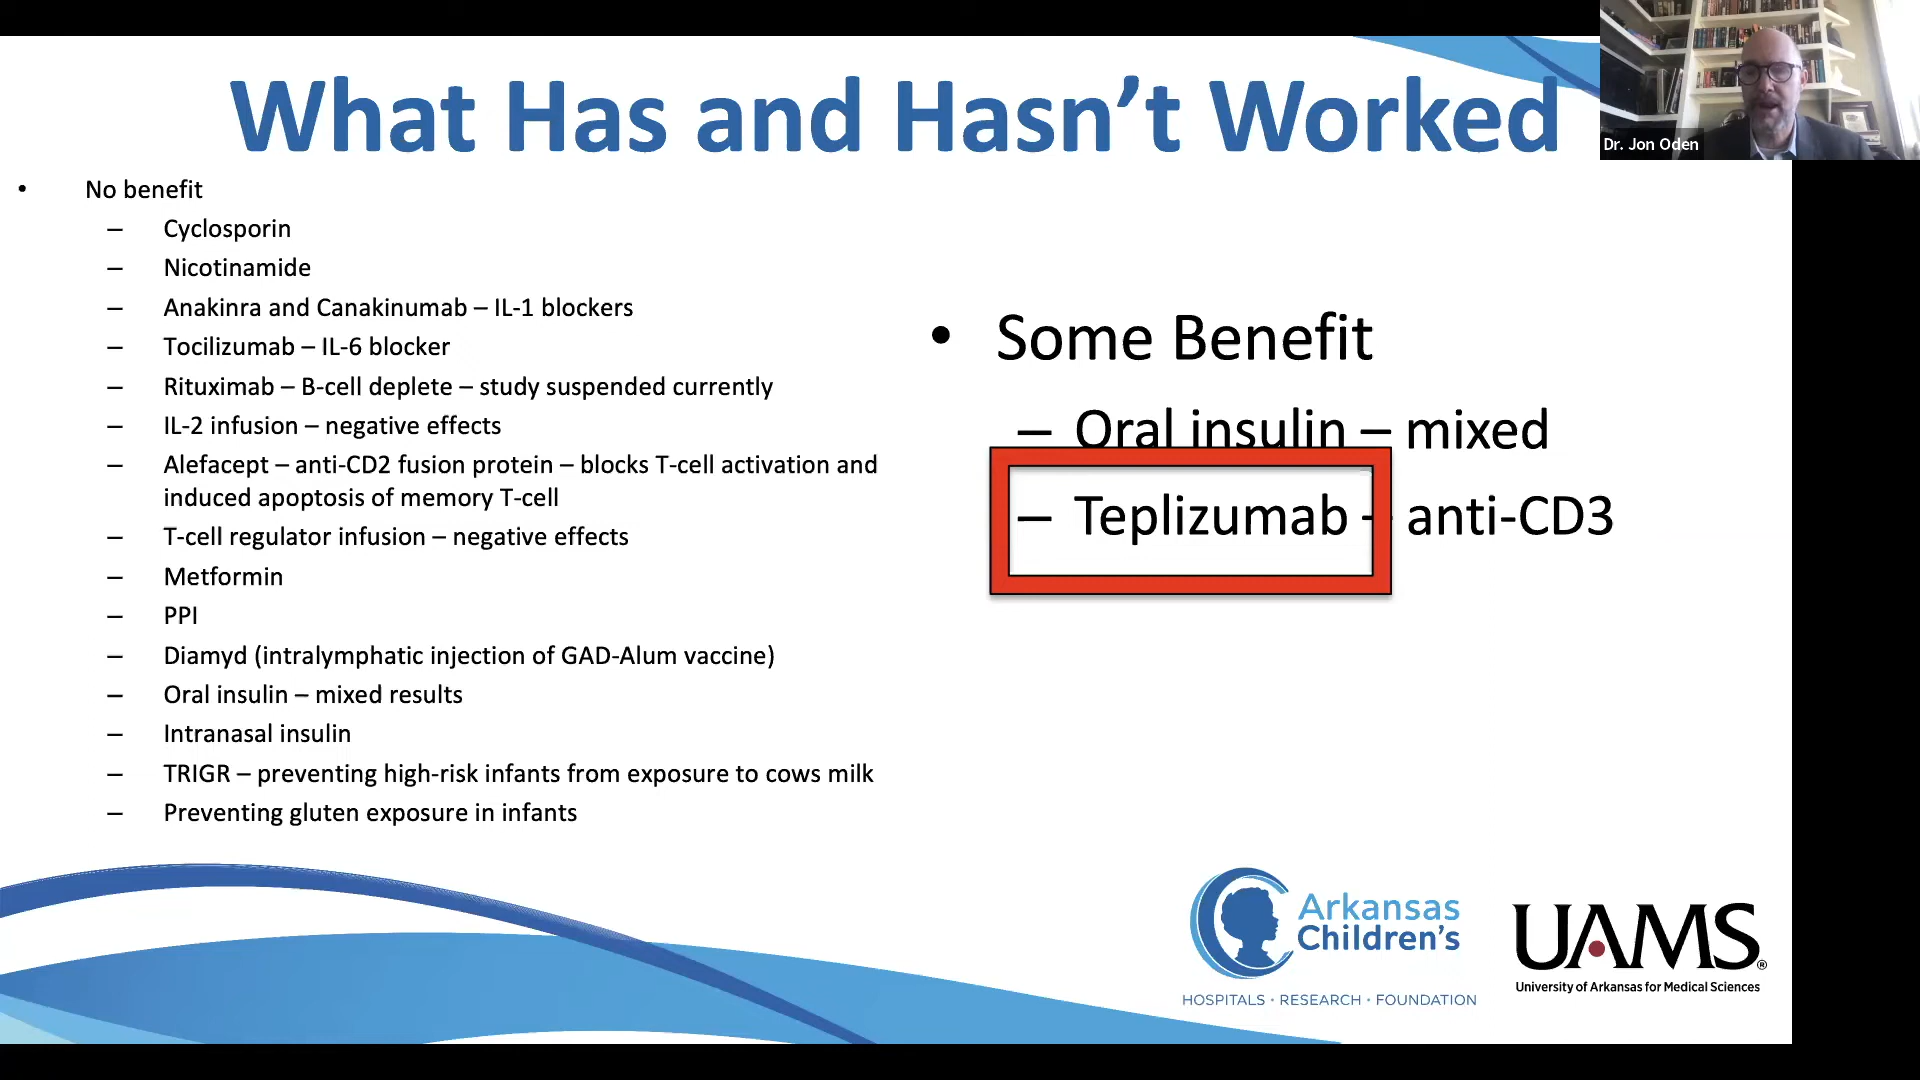 What Has and Hasn't Worked
Dr. Jon Oden
• No benefit
– Cyclosporin
– Nicotinamide
– Anakinra and Canakinumab – IL-1 blockers
– Tocilizumab – IL-6 blocker
– Rituximab – B-cell deplete – study suspended currently
– IL-2 infusion – negative effects
– Alefacept – anti-CD2 fusion protein – blocks T-cell activation and
induced apoptosis of memory T-cell
– T-cell regulator infusion – negative effects
– Metformin
– PPI
– Diamyd (intralymphatic injection of GAD-Alum vaccine)
– Oral insulin – mixed results
– Intranasal insulin
– TRIGR – preventing high-risk infants from exposure to cows milk
– Preventing gluten exposure in infants
• Some Benefit
– Oral insulin – mixed
– Teplizumab – anti-CD3
Arkansas
Children's
HOSPITALS • RESEARCH • FOUNDATION
UAMS®
University of Arkansas for Medical Sciences